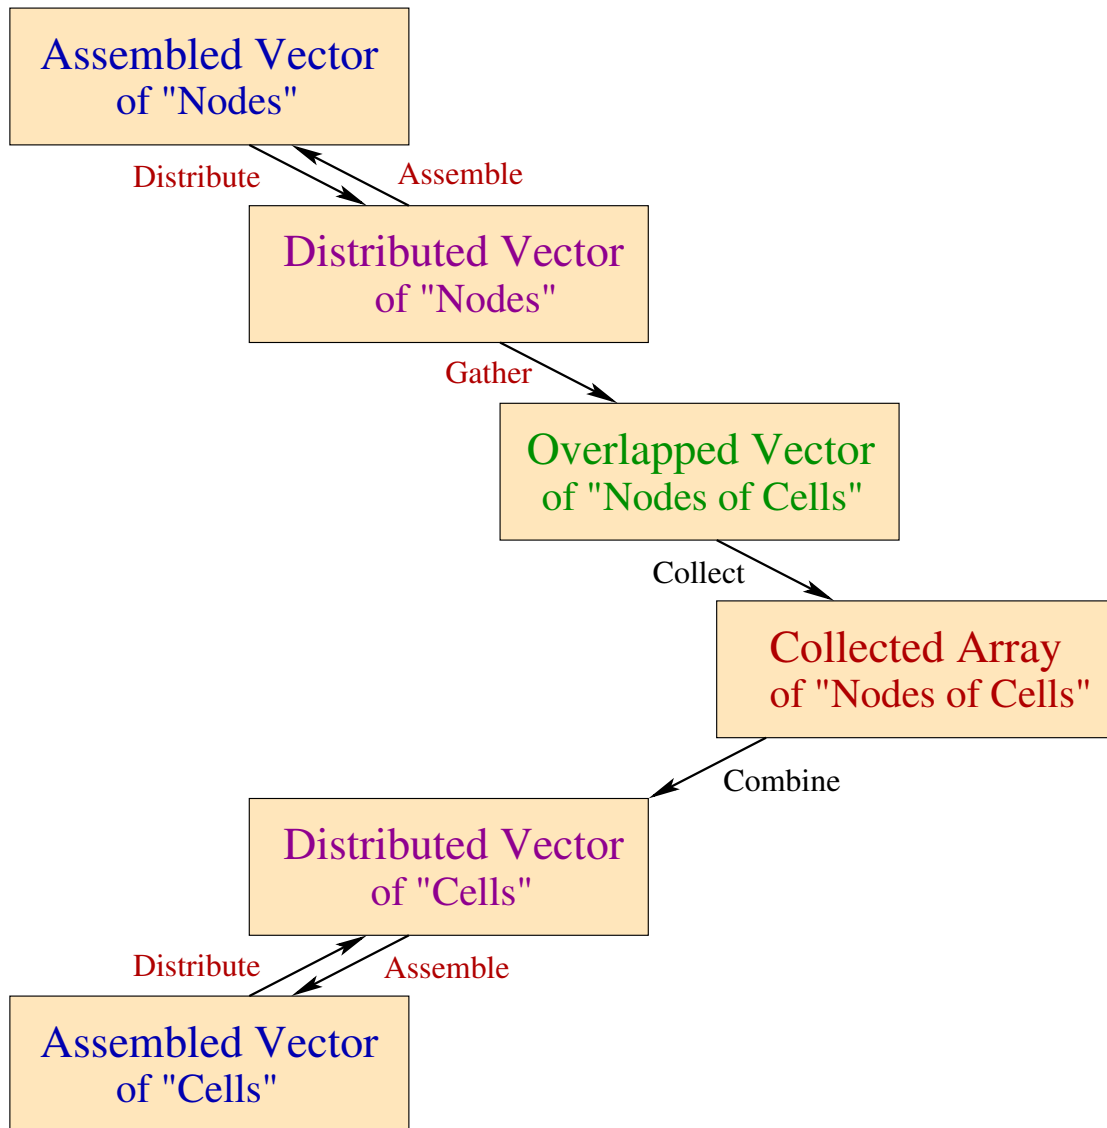 Assembled Vector
of "Nodes"
Distribute
Assemble
Distributed Vector
of "Nodes"
Gather
Overlapped Vector
of "Nodes of Cells"
Collect
Collected Array
of "Nodes of Cells"
Combine
Distributed Vector
of "Cells"
Distribute
Assemble
Assembled Vector
of "Cells"